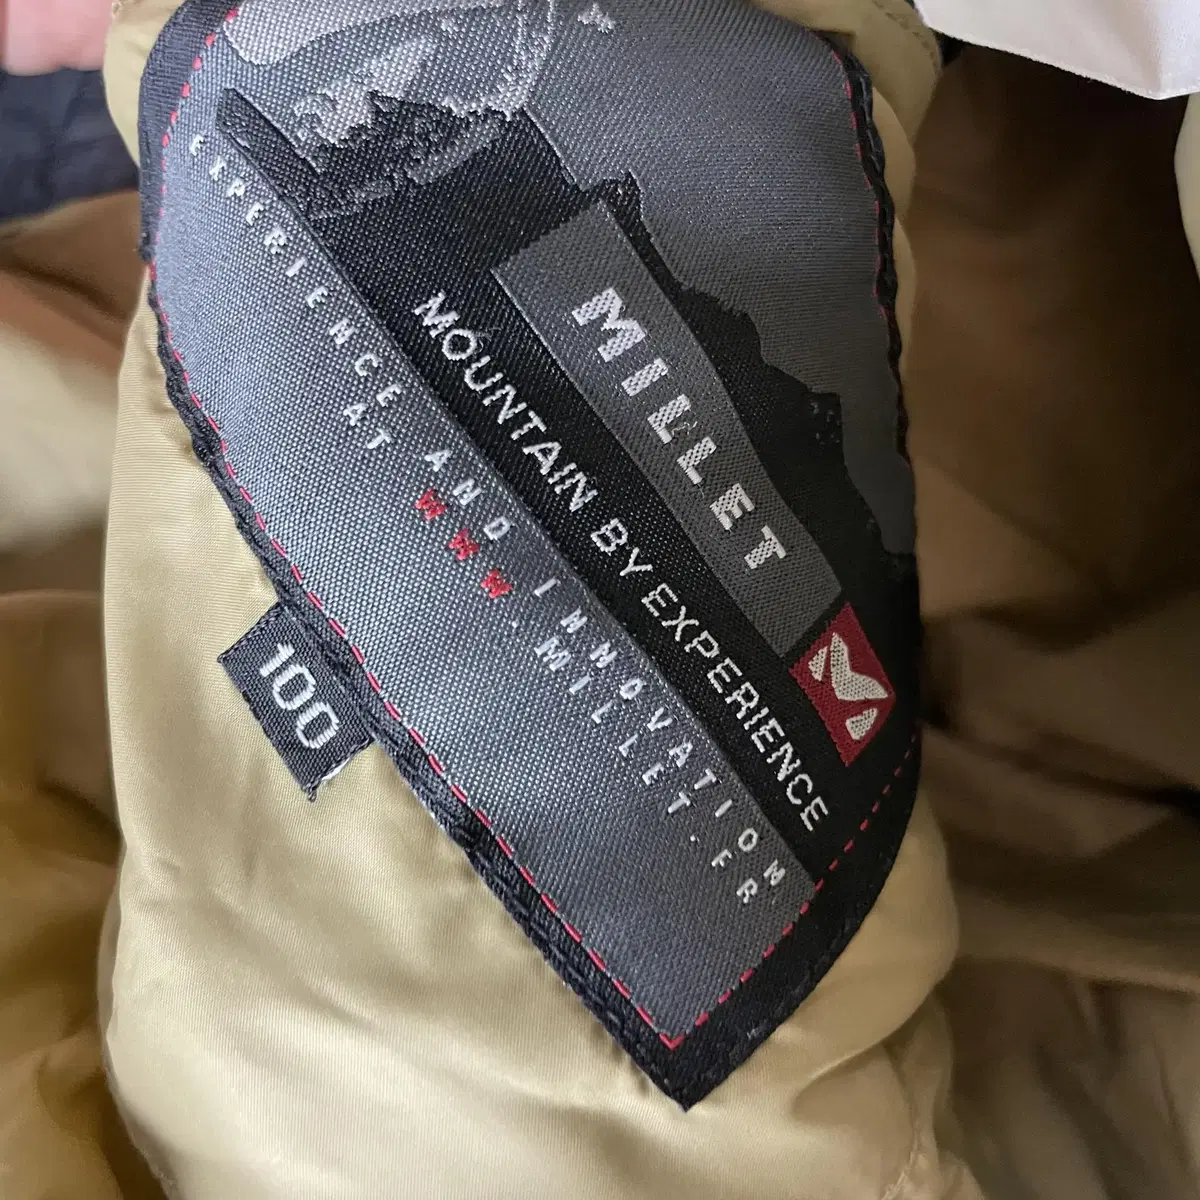 MILLET
MOUNTAIN BY EXPERIENCE
EXPERIENCE AND INNOVATION
AT WWW.MILLET.FR
100